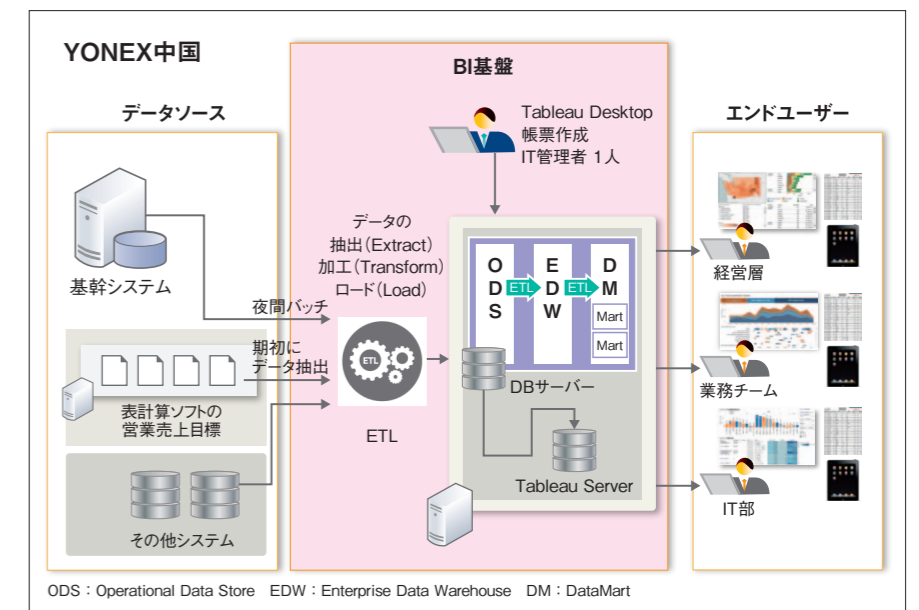 YONEX中国
BI基盤
データソース
エンドユーザー
Tableau Desktop
帳票作成
IT管理者 1人
データの
抽出(Extract)
加工(Transform)
ロード(Load)
基幹システム
夜間バッチ
期初に
データ抽出
表計算ソフトの
営業売上目標
その他システム
ETL
ETL
ODS
ETL
EDW
ETL
DM
Mart
Mart
DBサーバー
Tableau Server
経営層
業務チーム
IT部
ODS:Operational Data Store EDW:Enterprise Data Warehouse DM:DataMart